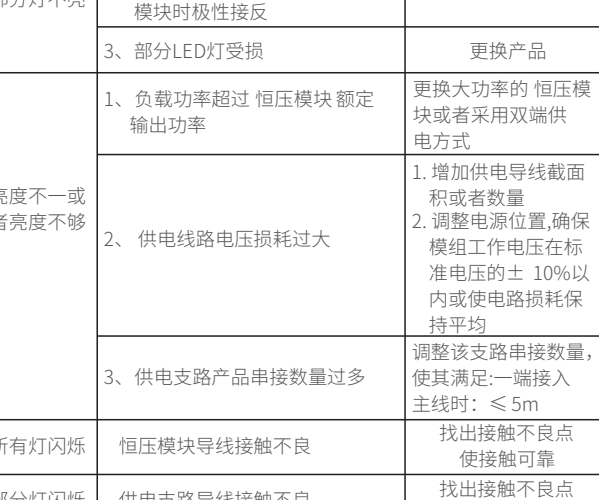 部分灯不亮
模块时极性接反
3、部分LED灯受损
更换产品
亮度不一或
者亮度不够
1、负载功率超过 恒压模块 额定
输出功率
更换大功率的 恒压模
块或者采用双端供
电方式
2、 供电线路电压损耗过大
1. 增加供电导线截面
积或者数量
2. 调整电源位置,确保
模组工作电压在标
准电压的± 10%以
内或使电路损耗保
持平均
3、供电支路产品串接数量过多
调整该支路串接数量，
使其满足:一端接入
主线时：≤ 5m
所有灯闪烁
恒压模块导线接触不良
找出接触不良点
使接触可靠
部分灯闪烁
供电支路导线接触不良
找出接触不良点